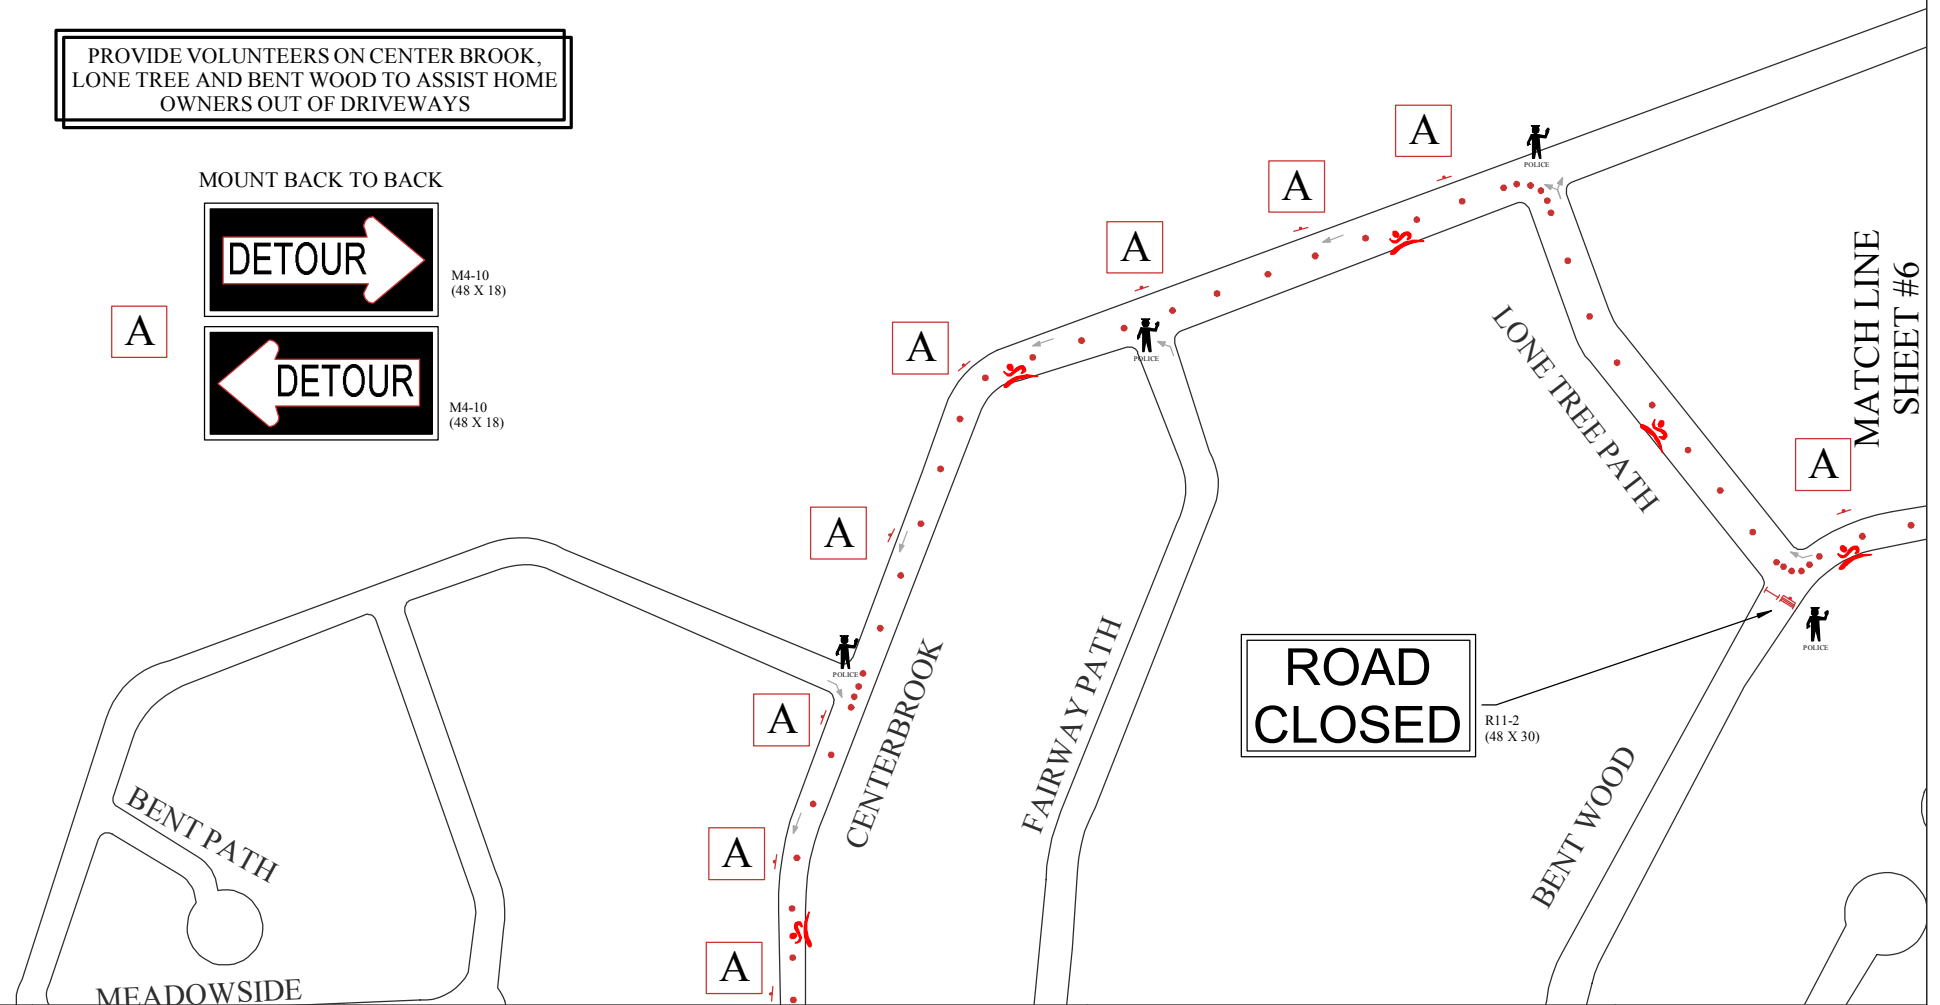 PROVIDE VOLUNTEERS ON CENTER BROOK,
LONE TREE AND BENT WOOD TO ASSIST HOME
OWNERS OUT OF DRIVEWAYS
MOUNT BACK TO BACK
DETOUR
M4-10
(48 X 18)
A
DETOUR
M4-10
(48 X 18)
A
POLICE
A
A
POLICE
A
LONE TREE PATH
MATCH LINE
SHEET #6
A
A
POLICE
A
CENTERBROOK
FAIRWAY PATH
POLICE
ROAD
CLOSED
R11-2
(48 X 30)
BENT WOOD
BENT PATH
A
A
MEADOWSIDE